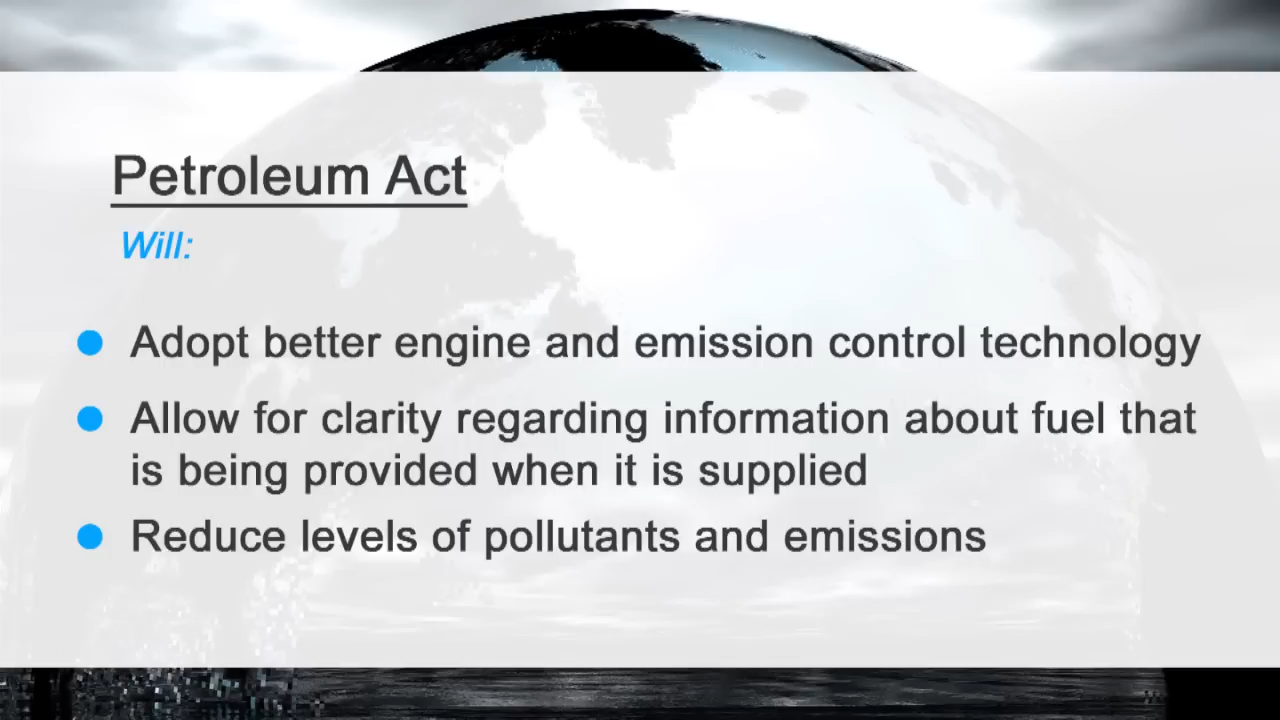 Petroleum Act
Will:
Adopt better engine and emission control technology
Allow for clarity regarding information about fuel that
is being provided when it is supplied
Reduce levels of pollutants and emissions